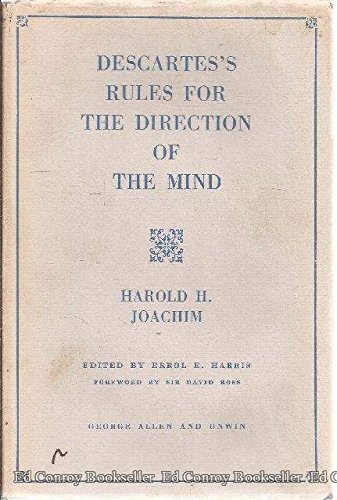 DESCARTES'S
RULES FOR
THE DIRECTION
OF
THE MIND
HAROLD H.
JOACHIM
EDITED BY ERROL E. HARRIS
FOREWORD BY SIR DAVID ROSS
GEORGE ALLEN AND UNWIN
Ed Conroy Bookseller Ed Conroy Bookseller Ed